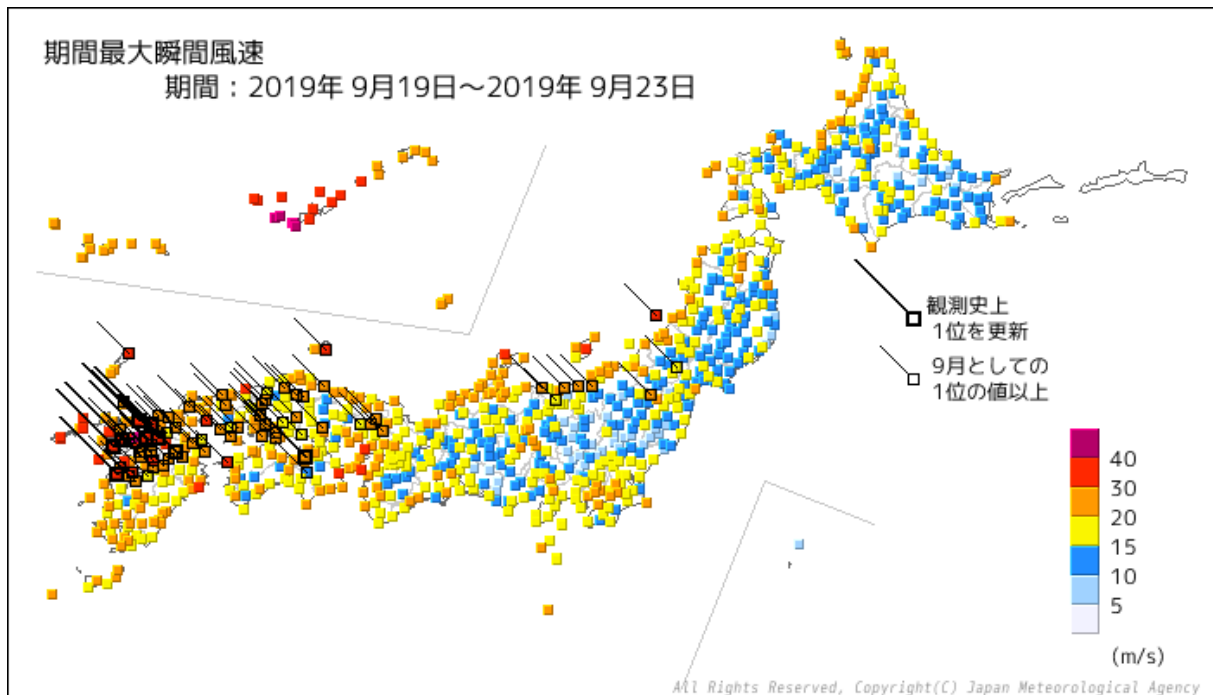 期間最大瞬間風速
期間：2019年 9月19日～2019年 9月23日
観測史上
1位を更新
9月としての
1位の値以上
40
30
20
15
10
5
(m/s)
All Rights Reserved, Copyright(C) Japan Meteorological Agency